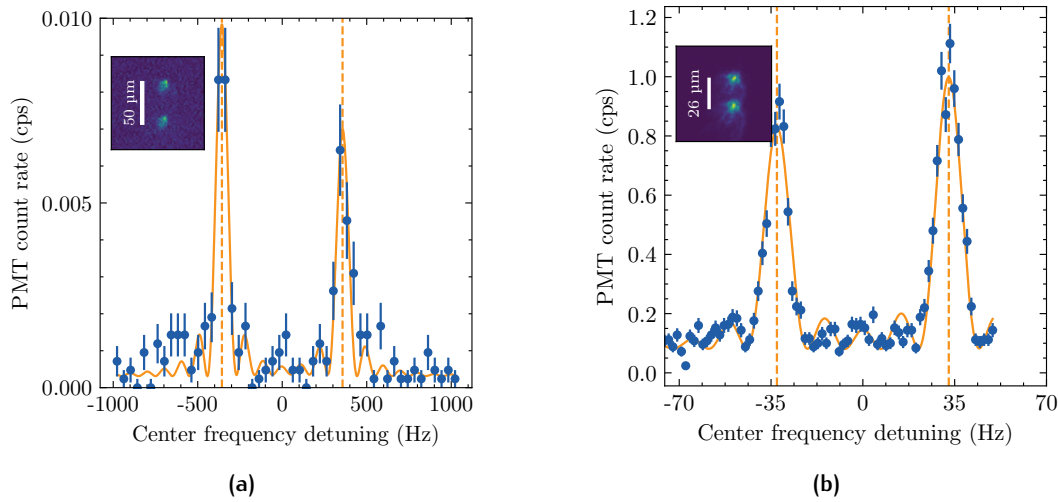 0.010
0.005
0.000
PMT count rate (cps)
50 µm
-1000 -500 0 500 1000
Center frequency detuning (Hz)
(a)
1.2
1.0
0.8
0.6
0.4
0.2
0.0
PMT count rate (cps)
26 µm
-70 -35 0 35 70
Center frequency detuning (Hz)
(b)